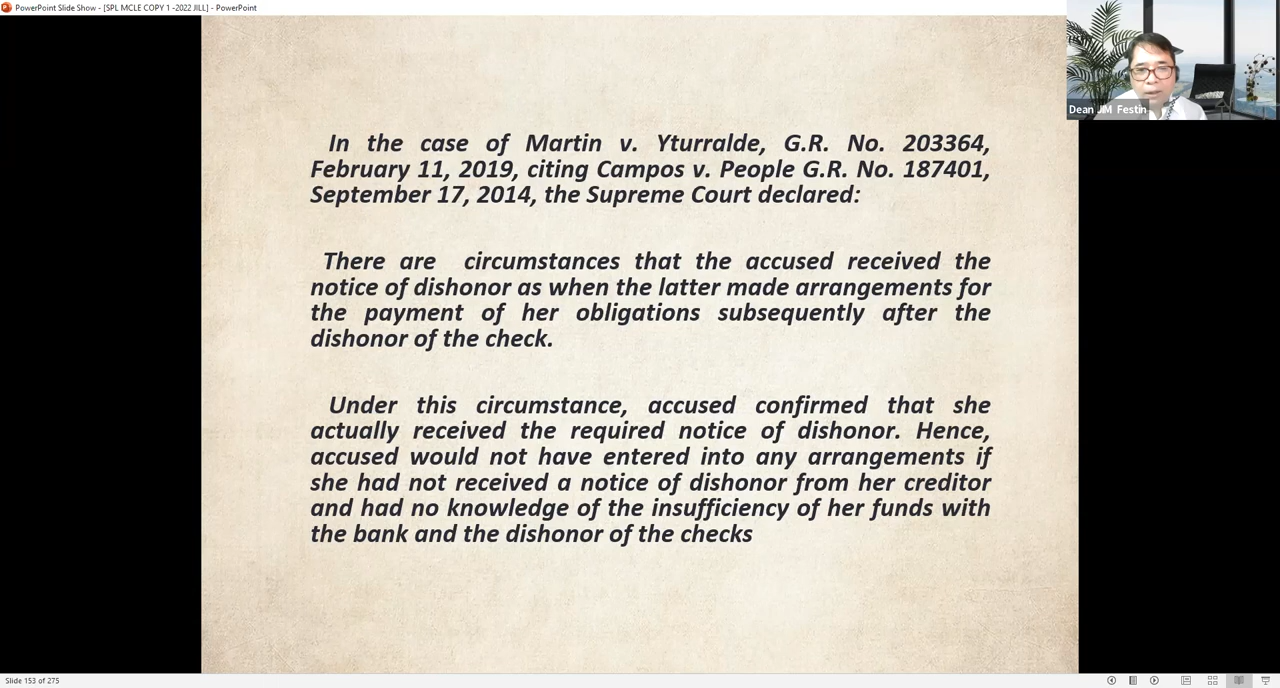 PowerPoint Slide Show - [SPL MCLE COPY 1 -2022 JILL] - PowerPoint
Dean JIM Festin
In the case of Martin v. Yturralde, G.R. No. 203364,
February 11, 2019, citing Campos v. People G.R. No. 187401,
September 17, 2014, the Supreme Court declared:
There are circumstances that the accused received the
notice of dishonor as when the latter made arrangements for
the payment of her obligations subsequently after the
dishonor of the check.
Under this circumstance, accused confirmed that she
actually received the required notice of dishonor. Hence,
accused would not have entered into any arrangements if
she had not received a notice of dishonor from her creditor
and had no knowledge of the insufficiency of her funds with
the bank and the dishonor of the checks
Slide 153 of 275